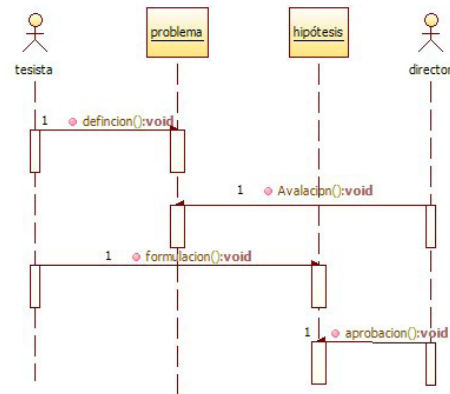 problema
hipótesis
tesista
director
1 defincion():void
1 Avalacion():void
1 formulacion():void
1 aprobacion():void